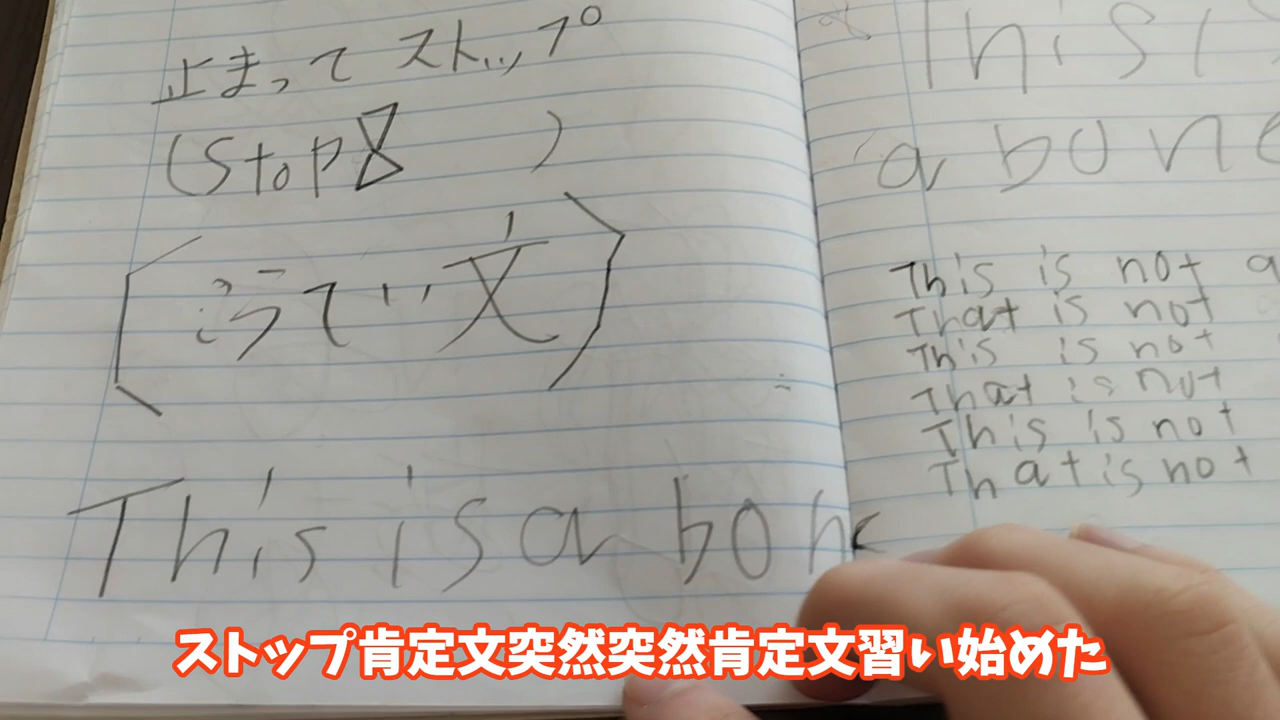 止まって ストップ
(Stop )
こうてい文
This is a bone
This is
a bone
This is not a
That is not
This is not
That is not
This is not
That is not
ストップ肯定文突然突然肯定文習い始めた